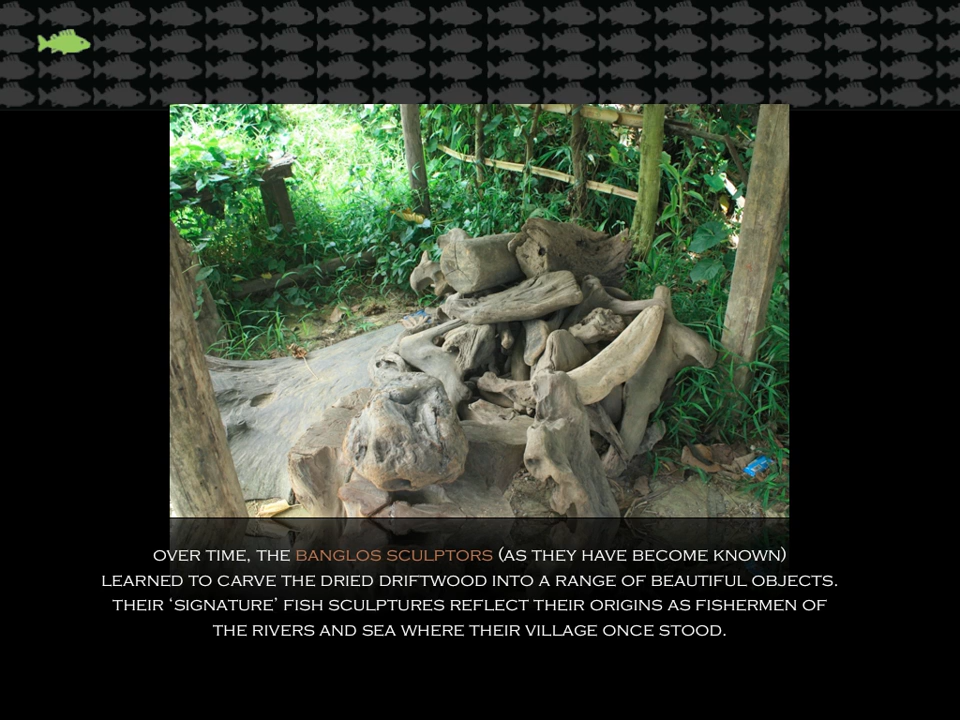 OVER TIME, THE BANGLOS SCULPTORS (AS THEY HAVE BECOME KNOWN)
LEARNED TO CARVE THE DRIED DRIFTWOOD INTO A RANGE OF BEAUTIFUL OBJECTS.
THEIR ‘SIGNATURE’ FISH SCULPTURES REFLECT THEIR ORIGINS AS FISHERMEN OF
THE RIVERS AND SEA WHERE THEIR VILLAGE ONCE STOOD.